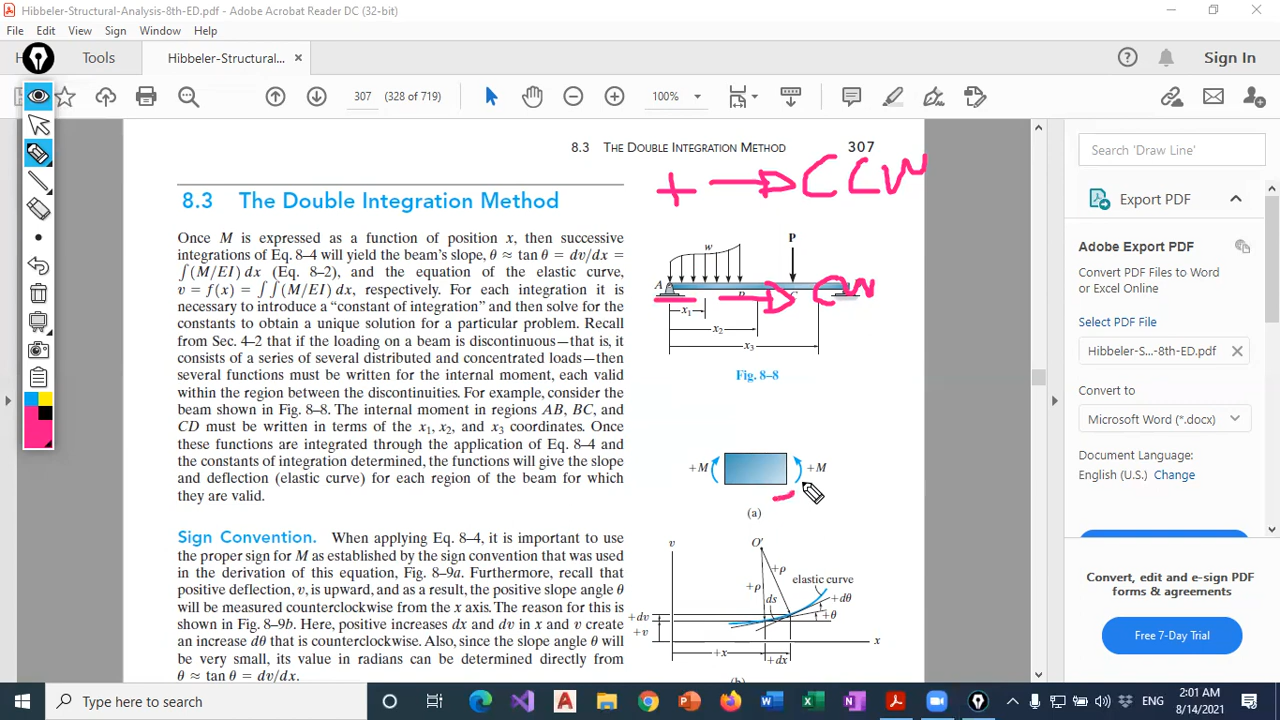 Hibbeler-Structural-Analysis-8th-ED.pdf - Adobe Acrobat Reader DC (32-bit)
File Edit View Sign Window Help
Tools Hibbeler-Structural... × Sign In
307 (328 of 719) 100%
8.3 THE DOUBLE INTEGRATION METHOD 307
+ → CCW
8.3 The Double Integration Method
Once M is expressed as a function of position x, then successive
integrations of Eq. 8–4 will yield the beam's slope, θ ≈ tan θ = dv/dx =
∫(M/EI) dx (Eq. 8–2), and the equation of the elastic curve,
v = f(x) = ∫∫(M/EI) dx, respectively. For each integration it is
necessary to introduce a "constant of integration" and then solve for the
constants to obtain a unique solution for a particular problem. Recall
from Sec. 4–2 that if the loading on a beam is discontinuous—that is, it
consists of a series of several distributed and concentrated loads—then
several functions must be written for the internal moment, each valid
within the region between the discontinuities. For example, consider the
beam shown in Fig. 8–8. The internal moment in regions AB, BC, and
CD must be written in terms of the x1, x2, and x3 coordinates. Once
these functions are integrated through the application of Eq. 8–4 and
the constants of integration determined, the functions will give the slope
and deflection (elastic curve) for each region of the beam for which
they are valid.
Sign Convention. When applying Eq. 8–4, it is important to use
the proper sign for M as established by the sign convention that was used
in the derivation of this equation, Fig. 8–9a. Furthermore, recall that
positive deflection, v, is upward, and as a result, the positive slope angle θ
will be measured counterclockwise from the x axis. The reason for this is
shown in Fig. 8–9b. Here, positive increases dx and dv in x and v create
an increase dθ that is counterclockwise. Also, since the slope angle θ will
be very small, its value in radians can be determined directly from
θ ≈ tan θ = dv/dx.
w P
A
— → CW
x1
x2
x3
Fig. 8–8
+M +M
(a)
v O'
+ρ
+ρ elastic curve
ds +dθ
+θ
+dv
+v
x
+x
+dx
Search 'Draw Line'
Export PDF
Adobe Export PDF
Convert PDF Files to Word
or Excel Online
Select PDF File
Hibbeler-S...-8th-ED.pdf ×
Convert to
Microsoft Word (*.docx)
Document Language:
English (U.S.) Change
Convert, edit and e-sign PDF
forms & agreements
Free 7-Day Trial
Type here to search
ENG
2:01 AM
8/14/2021